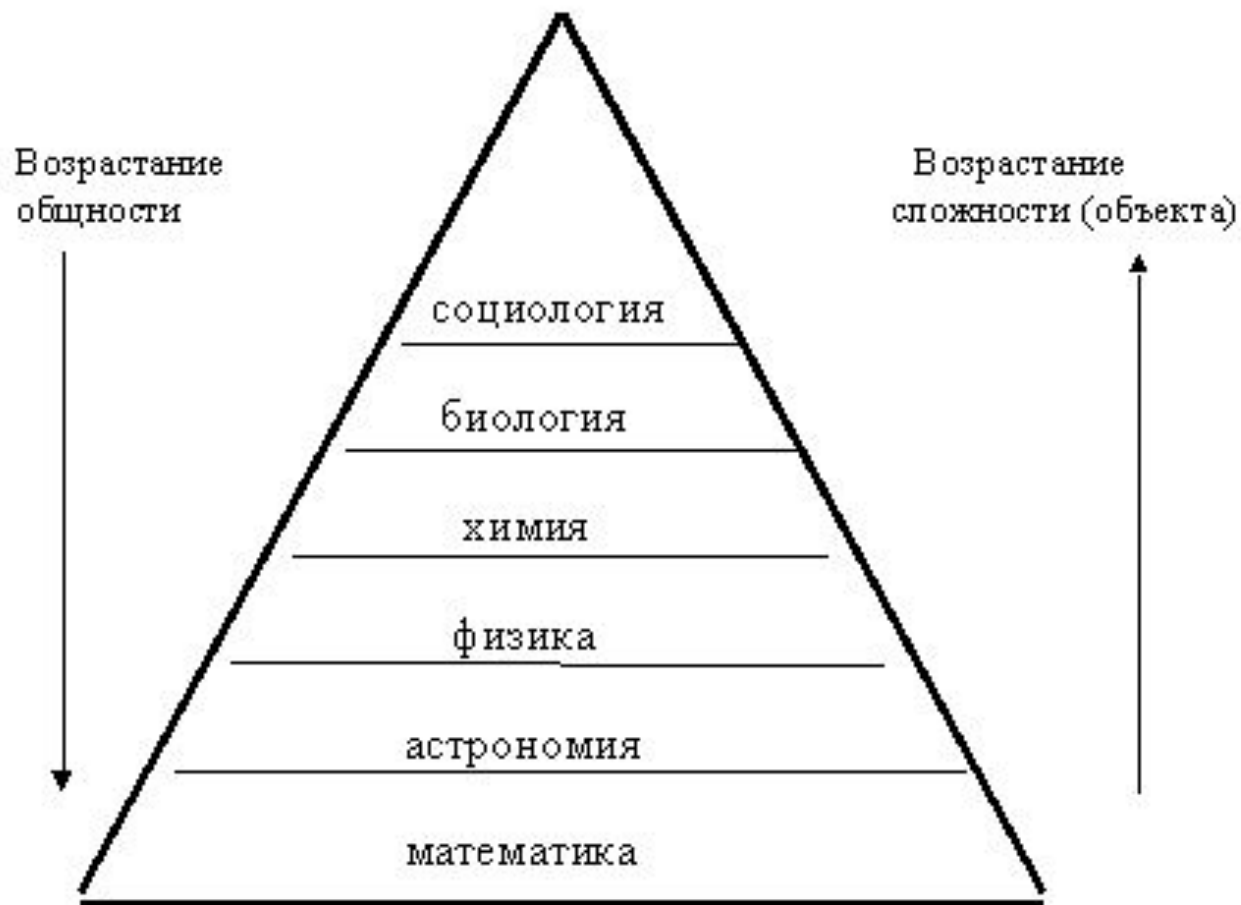 Возрастание
общности
Возрастание
сложности (объекта)
социология
биология
химия
физика
астрономия
математика